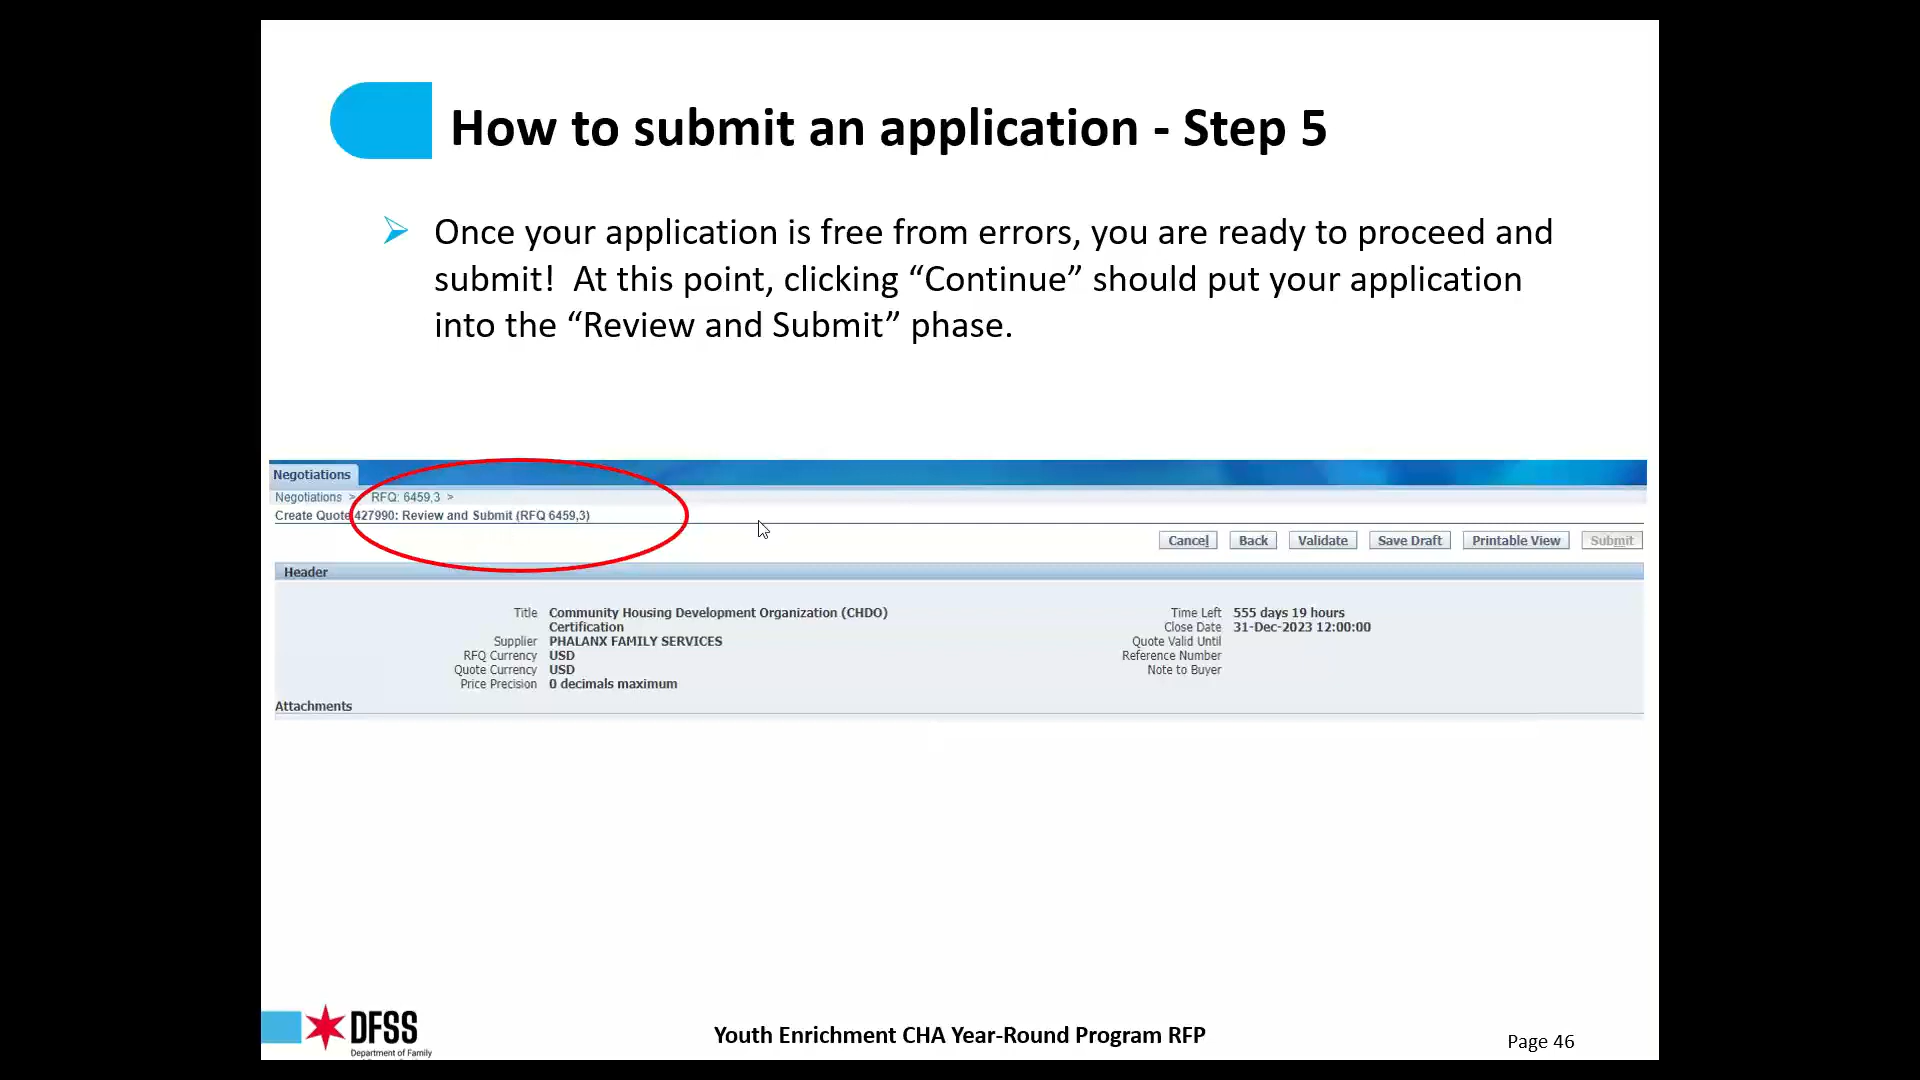 How to submit an application - Step 5
Once your application is free from errors, you are ready to proceed and
submit!  At this point, clicking “Continue” should put your application
into the “Review and Submit” phase.
Negotiations
Negotiations > RFQ: 6459,3 >
Create Quote 427990: Review and Submit (RFQ 6459,3)
Cancel Back Validate Save Draft Printable View Submit
Header
Title Community Housing Development Organization (CHDO)
Certification
Supplier PHALANX FAMILY SERVICES
RFQ Currency USD
Quote Currency USD
Price Precision 0 decimals maximum
Time Left 555 days 19 hours
Close Date 31-Dec-2023 12:00:00
Quote Valid Until
Reference Number
Note to Buyer
Attachments
DFSS
Department of Family
Youth Enrichment CHA Year-Round Program RFP
Page 46